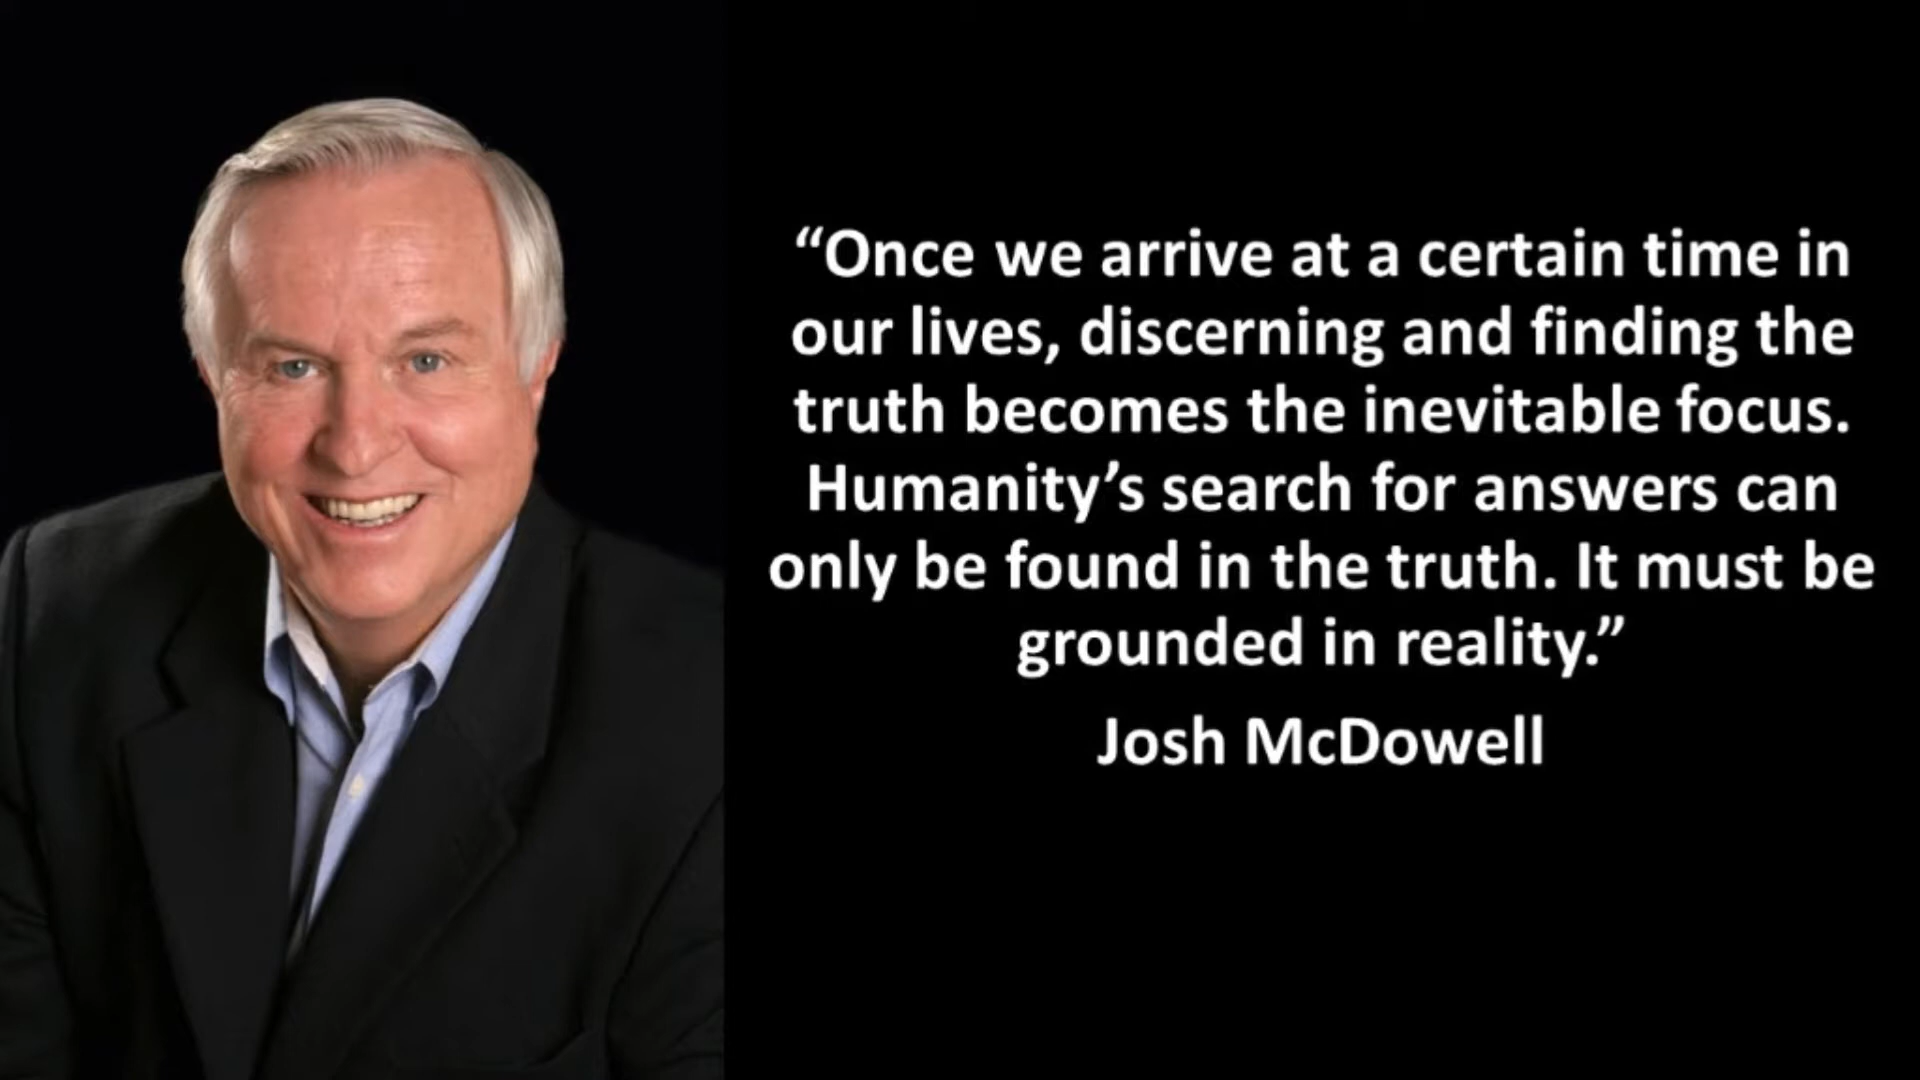 “Once we arrive at a certain time in
our lives, discerning and finding the
truth becomes the inevitable focus.
Humanity’s search for answers can
only be found in the truth. It must be
grounded in reality.”
Josh McDowell